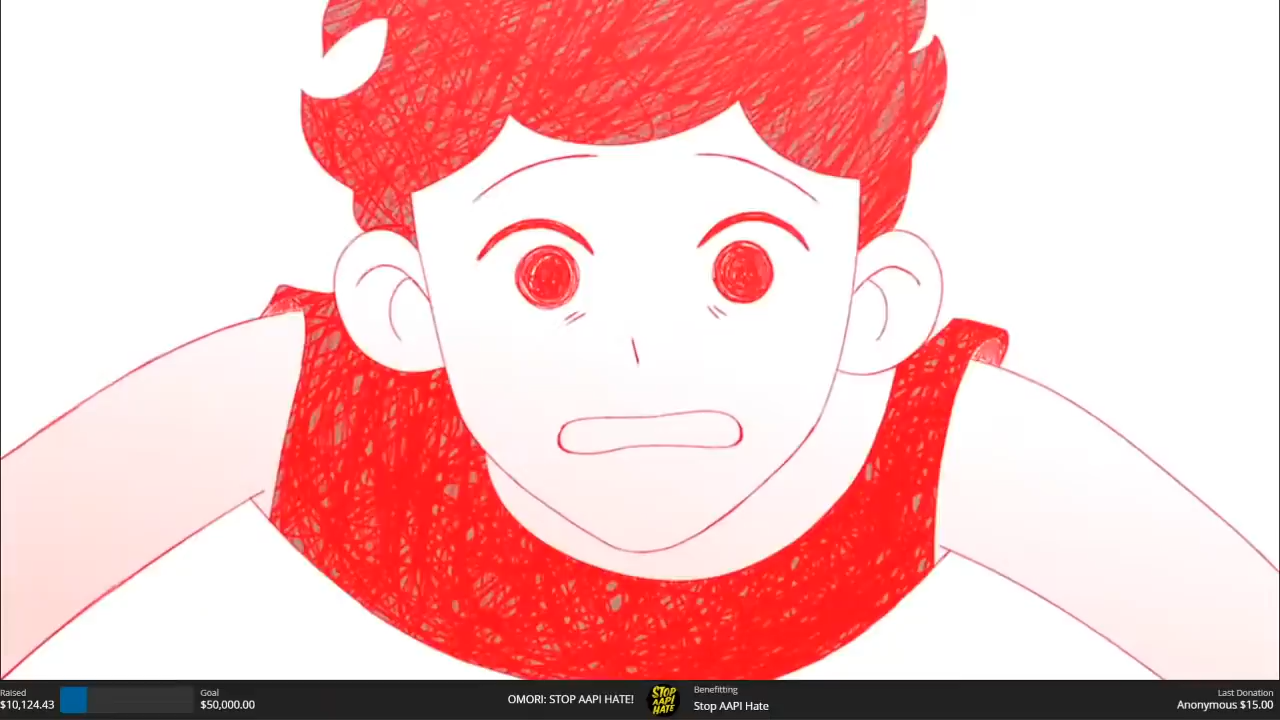 Raised
$10,124.43
Goal
$50,000.00
OMORI: STOP AAPI HATE!
STOP
AAPI
HATE
Benefitting
Stop AAPI Hate
Last Donation
Anonymous $15.00